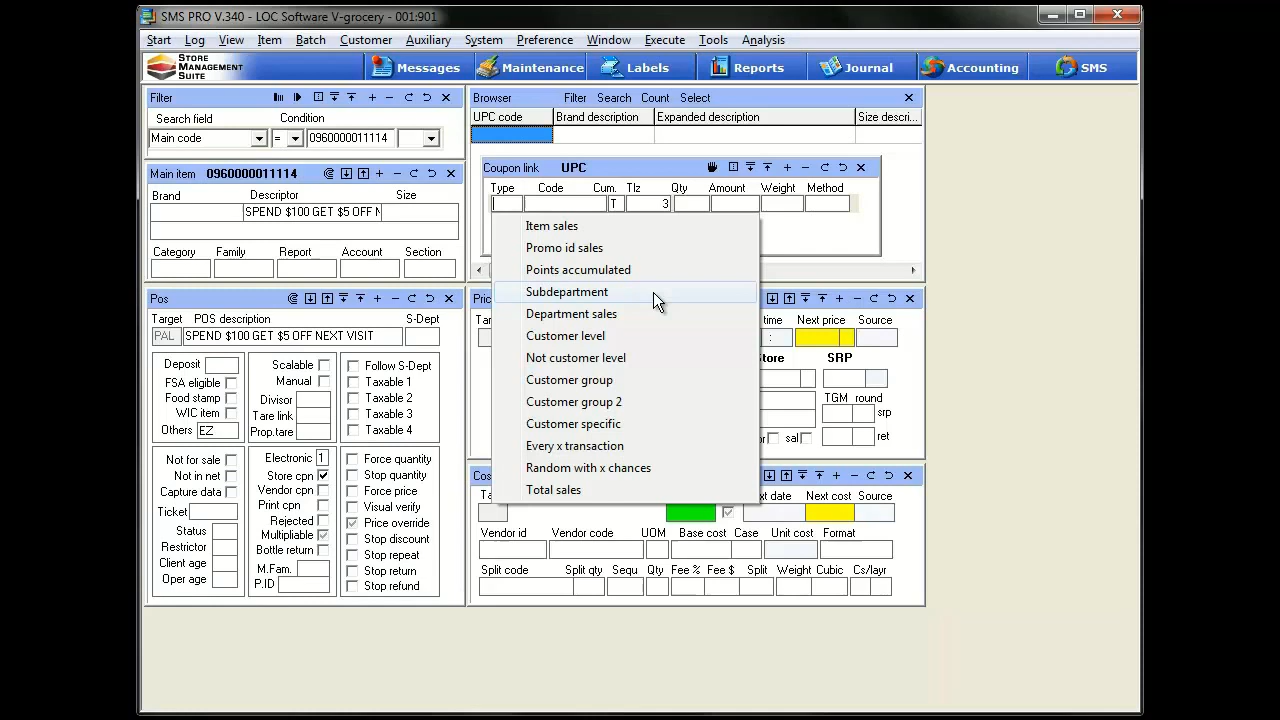 SMS PRO V.340 - LOC Software V-grocery - 001:901
Start Log View Item Batch Customer Auxiliary System Preference Window Execute Tools Analysis
STORE MANAGEMENT SUITE
Messages Maintenance Labels Reports Journal Accounting SMS
Filter
Search field Condition
Main code = 0960000011114
Browser Filter Search Count Select
UPC code Brand description Expanded description Size descri...
Coupon link UPC
Type Code Cum. Tlz Qty Amount Weight Method
T 3
Item sales
Promo id sales
Points accumulated
Subdepartment
Department sales
Customer level
Not customer level
Customer group
Customer group 2
Customer specific
Every x transaction
Random with x chances
Total sales
Main item 0960000011114
Brand Descriptor Size
SPEND $100 GET $5 OFF N
Category Family Report Account Section
Pos
Target POS description S-Dept
PAL SPEND $100 GET $5 OFF NEXT VISIT
Deposit
FSA eligible
Food stamp
WIC item
Others EZ
Scalable
Manual
Divisor
Tare link
Prop.tare
Follow S-Dept
Taxable 1
Taxable 2
Taxable 3
Taxable 4
Not for sale
Not in net
Capture data
Ticket
Status
Restrictor
Client age
Oper age
Electronic 1
Store cpn
Vendor cpn
Print cpn
Rejected
Multipliable
Bottle return
M.Fam.
P.ID
Force quantity
Stop quantity
Force price
Visual verify
Price override
Stop discount
Stop repeat
Stop return
Stop refund
time Next price Source
:
SRP
TGM round
srp
sal ret
Next cost Source
Vendor id Vendor code UOM Base cost Case Unit cost Format
Split code Split qty Sequ Qty Fee % Fee $ Split Weight Cubic Cs/layr